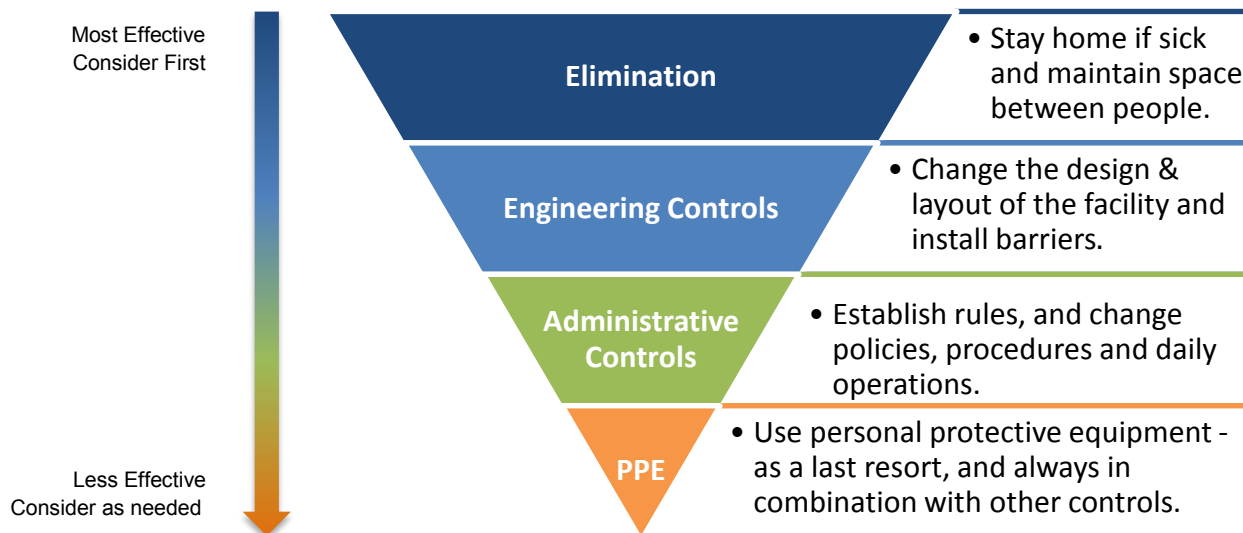 Most Effective
Consider First
Elimination
• Stay home if sick
and maintain space
between people.
Engineering Controls
• Change the design &
layout of the facility and
install barriers.
Administrative
Controls
• Establish rules, and change
policies, procedures and daily
operations.
PPE
• Use personal protective equipment -
as a last resort, and always in
combination with other controls.
Less Effective
Consider as needed